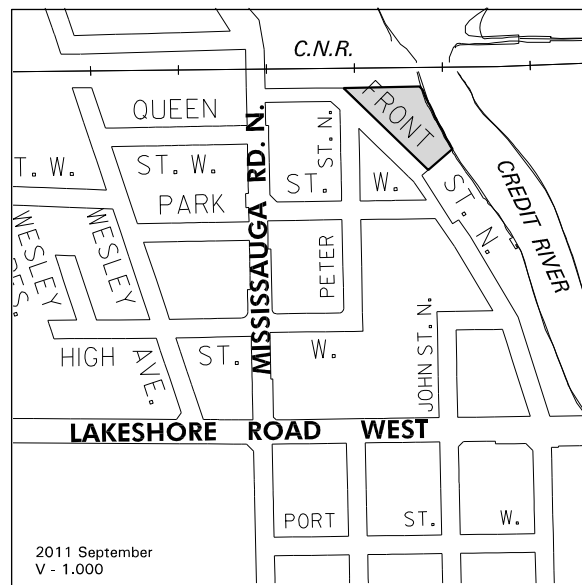 C.N.R.
QUEEN
FRONT
T. W.
ST. W.
ST. N.
ST.
W.
PARK
MISSISSAUGA RD. N.
ST. N.
CREDIT RIVER
WESLEY
RES.
WESLEY
AVE.
PETER
HIGH
ST.
W.
JOHN ST. N.
LAKESHORE ROAD WEST
PORT ST. W.
2011 September
V - 1.000